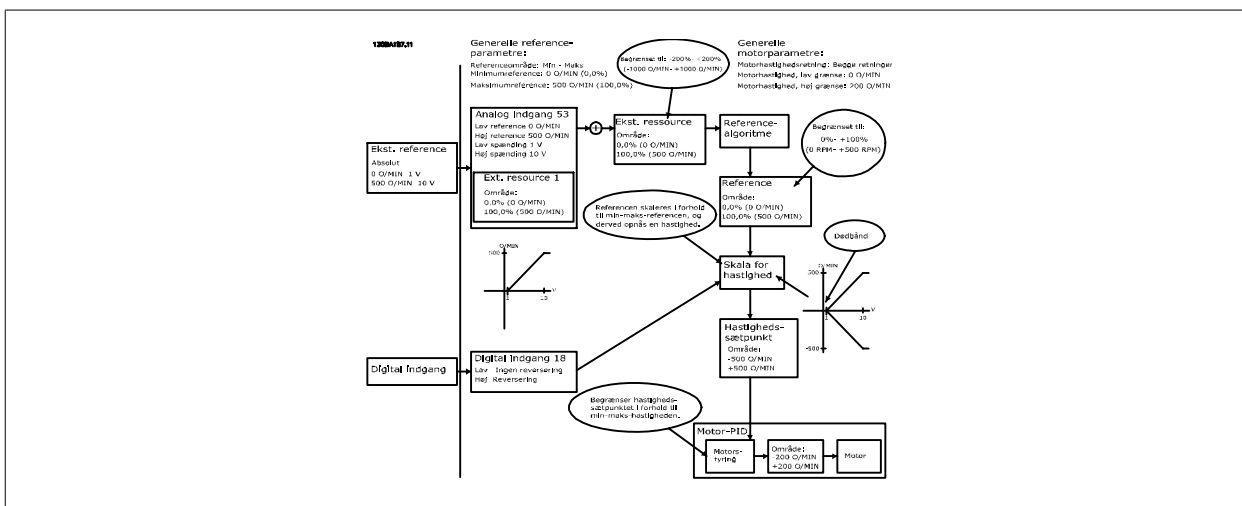 130BA187.11
Generelle reference-
parametre:
Referenceområde: Min - Maks
Minimumreference: 0 O/MIN (0,0%)
Maksimumreference: 500 O/MIN (100,0%)
Begrænset til: -200%- +200%
(-1000 O/MIN- +1000 O/MIN)
Generelle
motorparametre:
Motorhastighedsretning: Begge retninger
Motorhastighed, lav grænse: 0 O/MIN
Motorhastighed, høj grænse: 200 O/MIN
Ekst. reference
Absolut
0 O/MIN 1 V
500 O/MIN 10 V
Analog indgang 53
Lav reference 0 O/MIN
Høj reference 500 O/MIN
Lav spænding 1 V
Høj spænding 10 V
Ext. resource 1
Område:
0.0% (0 O/MIN)
100,0% (500 O/MIN)
Ekst. ressource
Område:
0.0% (0 O/MIN)
100,0% (500 O/MIN)
Reference-
algoritme
Begrænset til:
0%- +100%
(0 RPM- +500 RPM)
Reference
Område:
0,0% (0 O/MIN)
100,0% (500 O/MIN)
Referencen skaleres i forhold
til min-maks-referencen, og
derved opnås en hastighed.
Dødbånd
O/MIN
500
1
10
V
Skala for
hastighed
O/MIN
500
1
10
V
-500
Hastigheds-
sætpunkt
Område:
-500 O/MIN
+500 O/MIN
Digital indgang
Digital indgang 18
Lav Ingen reversering
Høj Reversering
Begrænser hastigheds-
sætpunktet i forhold til
min-maks-hastigheden.
Motor-PID
Motors-
tyring
Område:
-200 O/MIN
+200 O/MIN
Motor